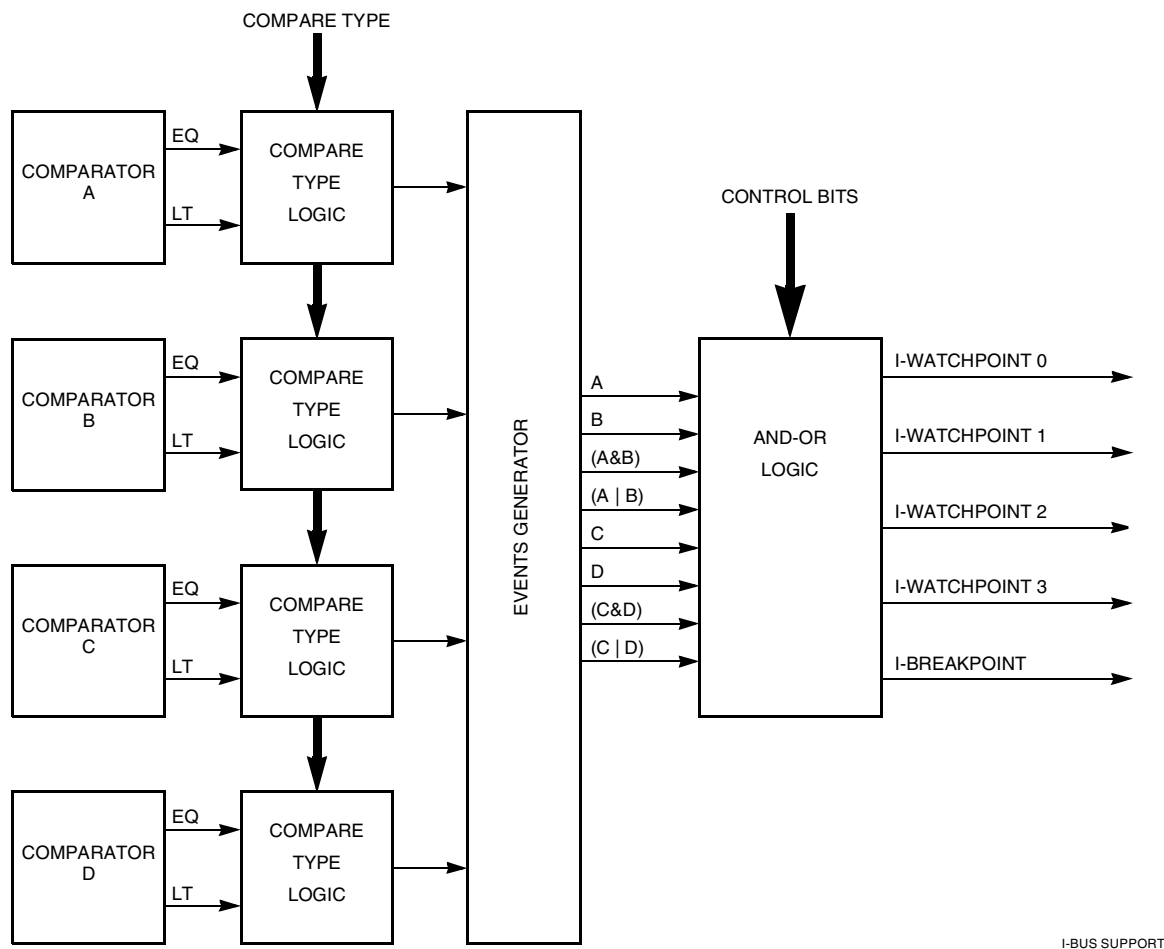 COMPARE TYPE
COMPARATOR
A
EQ
LT
COMPARE
TYPE
LOGIC
COMPARATOR
B
EQ
LT
COMPARE
TYPE
LOGIC
COMPARATOR
C
EQ
LT
COMPARE
TYPE
LOGIC
COMPARATOR
D
EQ
LT
COMPARE
TYPE
LOGIC
EVENTS GENERATOR
A
B
(A&B)
(A | B)
C
D
(C&D)
(C | D)
CONTROL BITS
AND-OR
LOGIC
I-WATCHPOINT 0
I-WATCHPOINT 1
I-WATCHPOINT 2
I-WATCHPOINT 3
I-BREAKPOINT
I-BUS SUPPORT